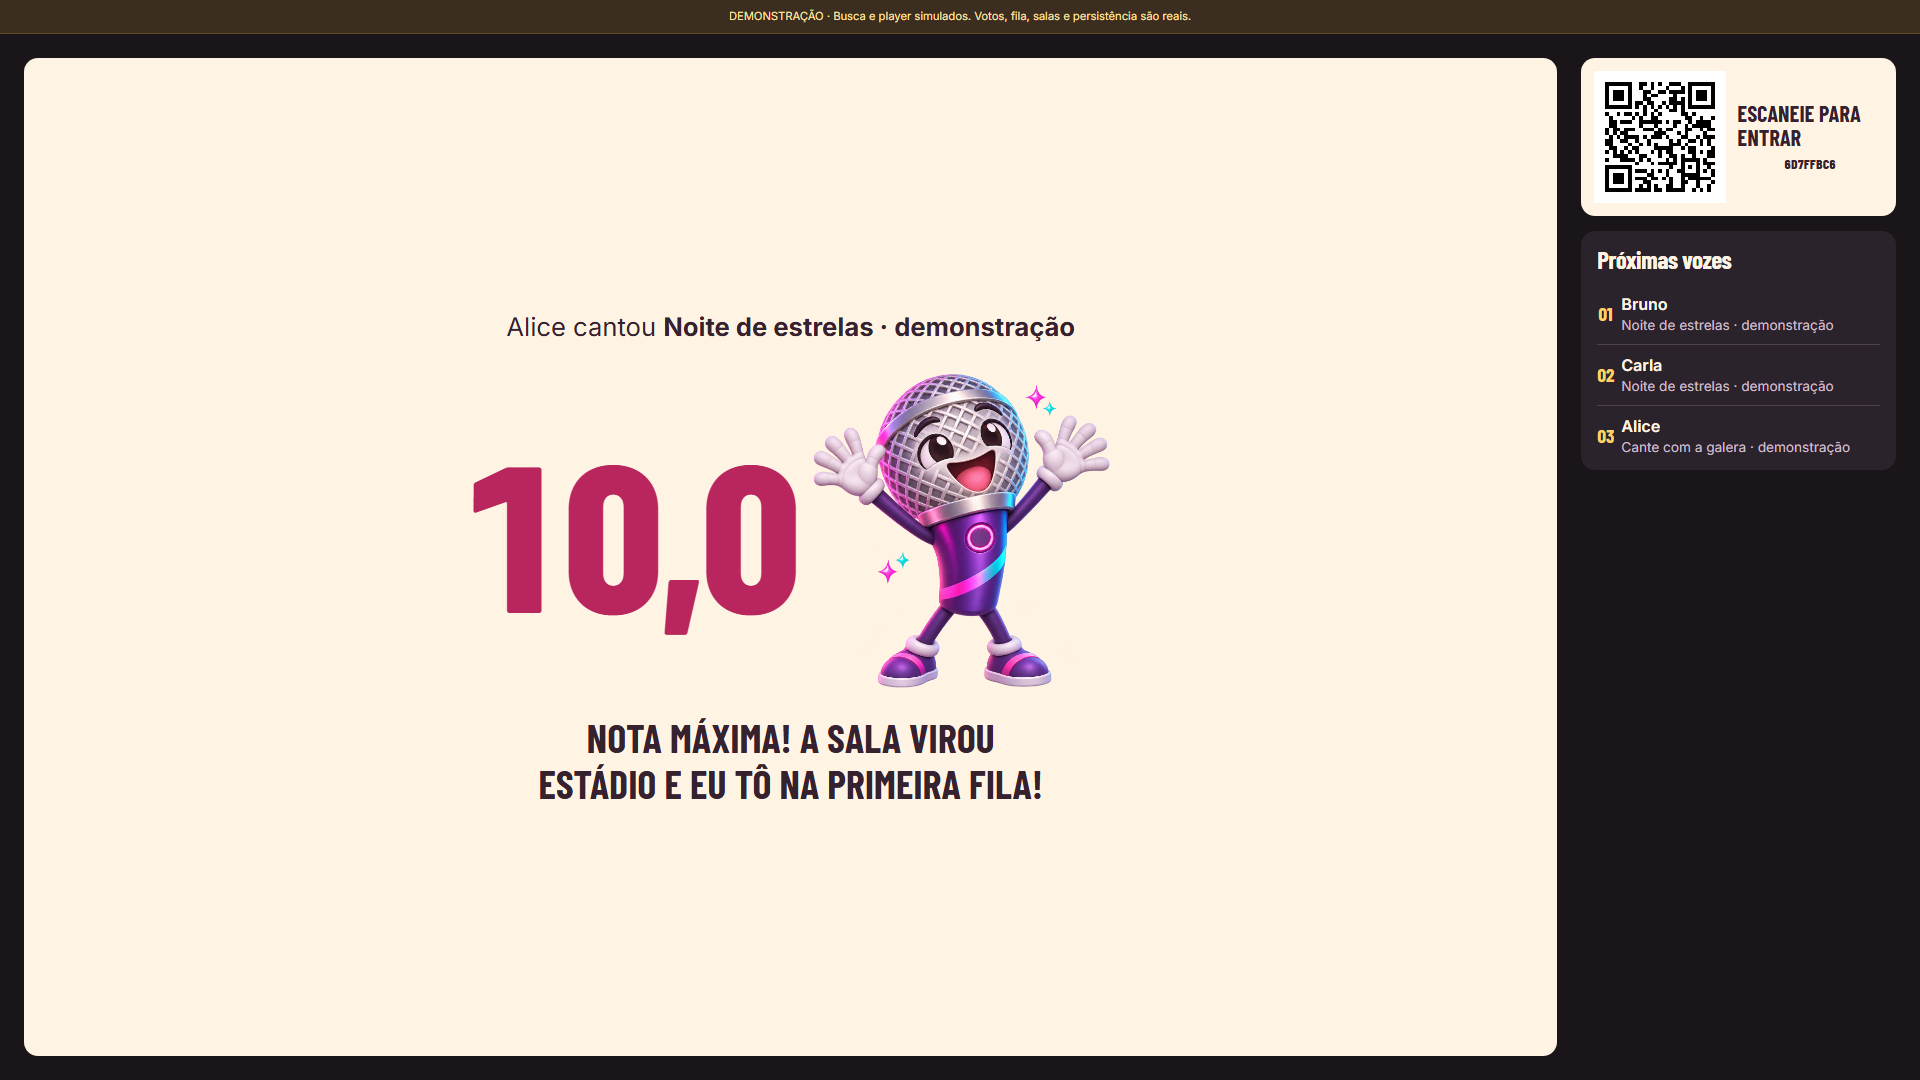 DEMONSTRAÇÃO · Busca e player simulados. Votos, fila, salas e persistência são reais.
Alice cantou Noite de estrelas · demonstração
10,0
NOTA MÁXIMA! A SALA VIROU
ESTÁDIO E EU TÔ NA PRIMEIRA FILA!
ESCANEIE PARA
ENTRAR
6D7FFBC6
Próximas vozes
01 Bruno
Noite de estrelas · demonstração
02 Carla
Noite de estrelas · demonstração
03 Alice
Cante com a galera · demonstração